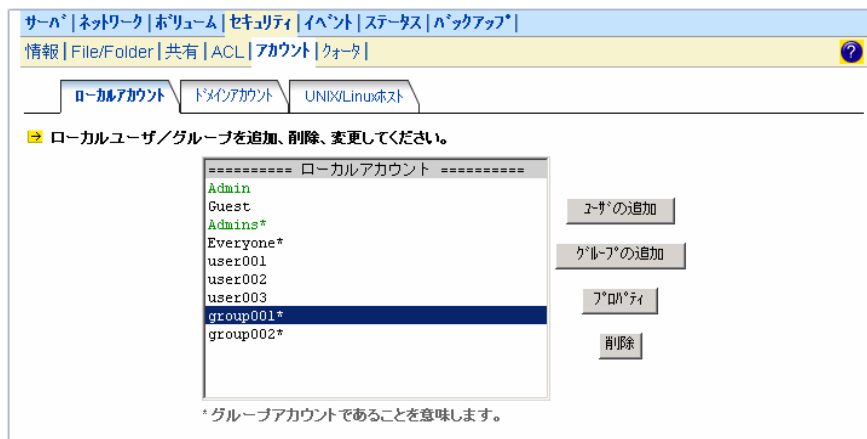 サーバ|ネットワーク|ボリューム|セキュリティ|イベント|ステータス|バックアップ|
情報|File/Folder|共有|ACL|アカウント|クォータ|
?
ローカルアカウント ドメインアカウント UNIX/Linuxホスト
ローカルユーザ/グループを追加、削除、変更してください。
========== ローカルアカウント ==========
Admin
Guest
Admins*
Everyone*
user001
user002
user003
group001*
group002*
ユーザの追加
グループの追加
プロパティ
削除
*グループアカウントであることを意味します。